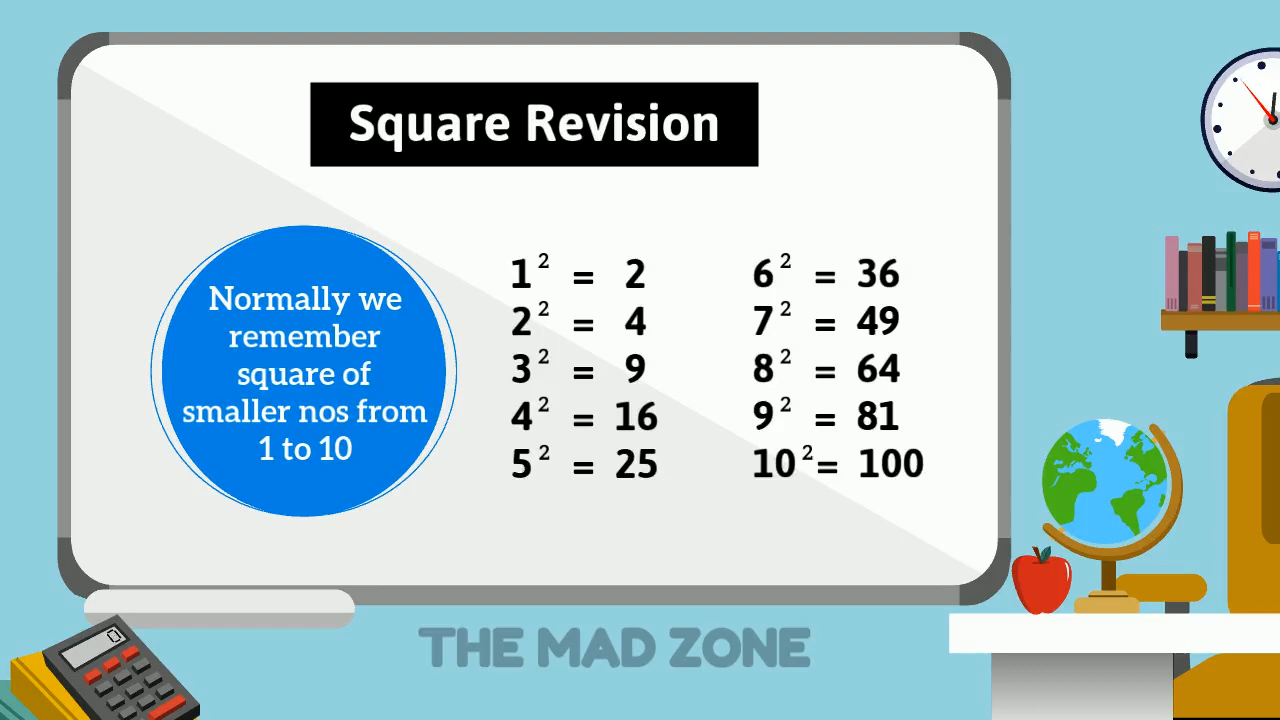 Square Revision
Normally we
remember
square of
smaller nos from
1 to 10
1² = 2
2² = 4
3² = 9
4² = 16
5² = 25
6² = 36
7² = 49
8² = 64
9² = 81
10² = 100
THE MAD ZONE
0